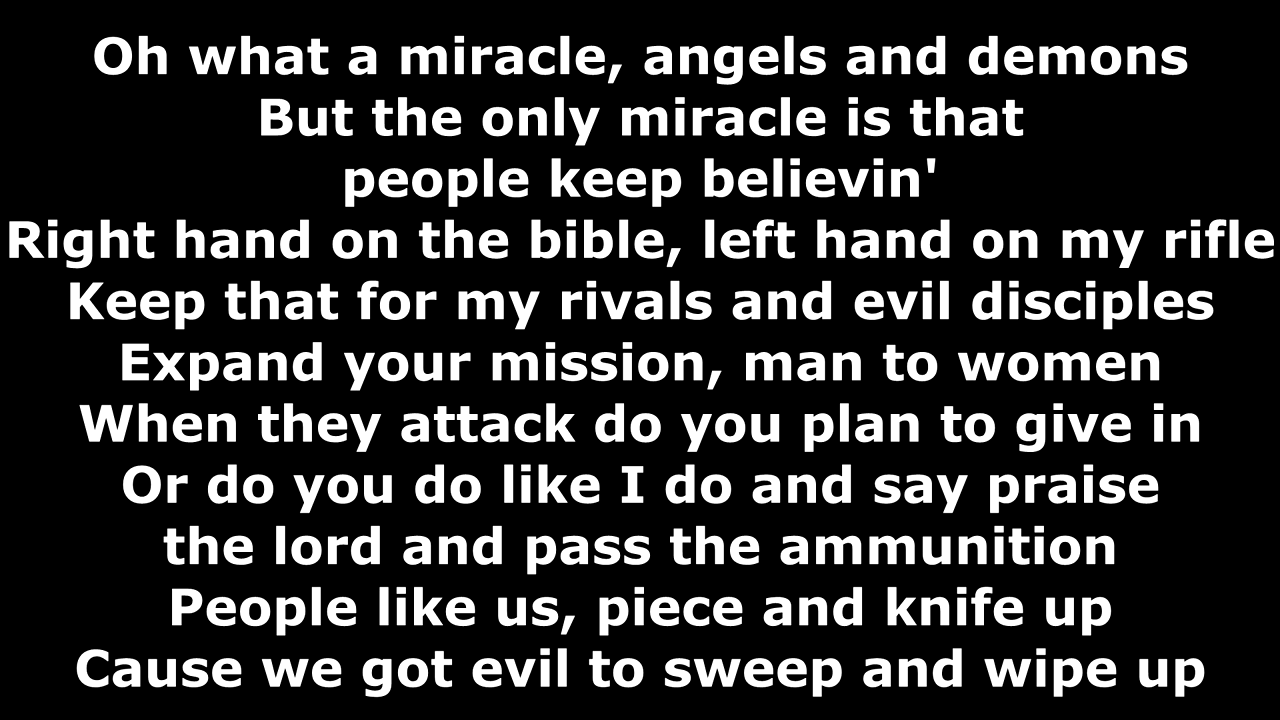 Oh what a miracle, angels and demons
But the only miracle is that
people keep believin'
Right hand on the bible, left hand on my rifle
Keep that for my rivals and evil disciples
Expand your mission, man to women
When they attack do you plan to give in
Or do you do like I do and say praise
the lord and pass the ammunition
People like us, piece and knife up
Cause we got evil to sweep and wipe up